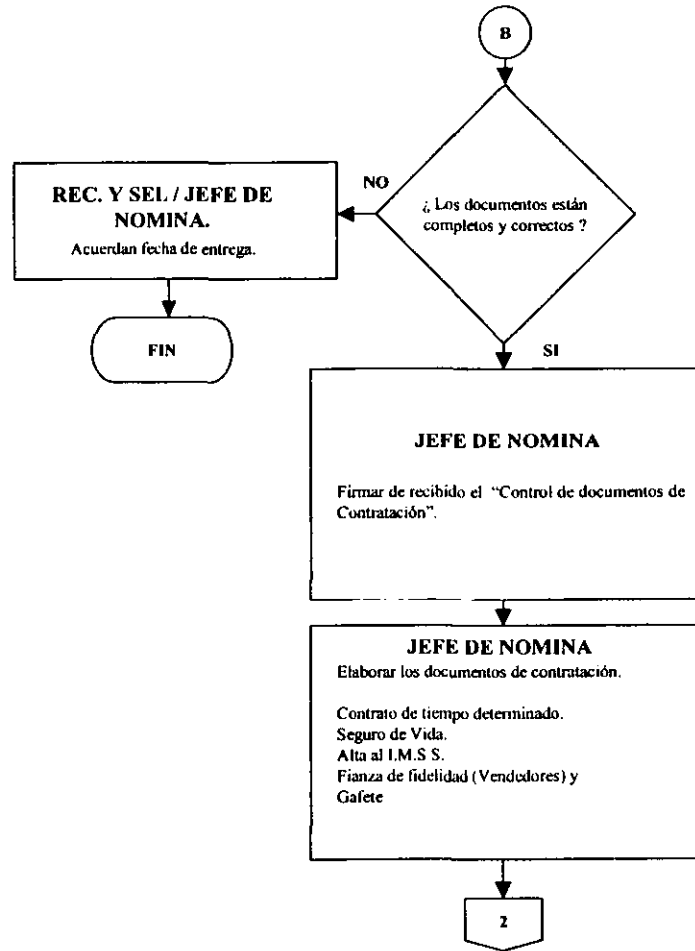 B
¿ Los documentos están
completos y correctos ?
NO
REC. Y SEL / JEFE DE
NOMINA.
Acuerdan fecha de entrega.
FIN
SI
JEFE DE NOMINA
Firmar de recibido el “Control de documentos de
Contratación”.
JEFE DE NOMINA
Elaborar los documentos de contratación.
Contrato de tiempo determinado.
Seguro de Vida.
Alta al I.M.S S.
Fianza de fidelidad (Vendedores) y
Gafete
2